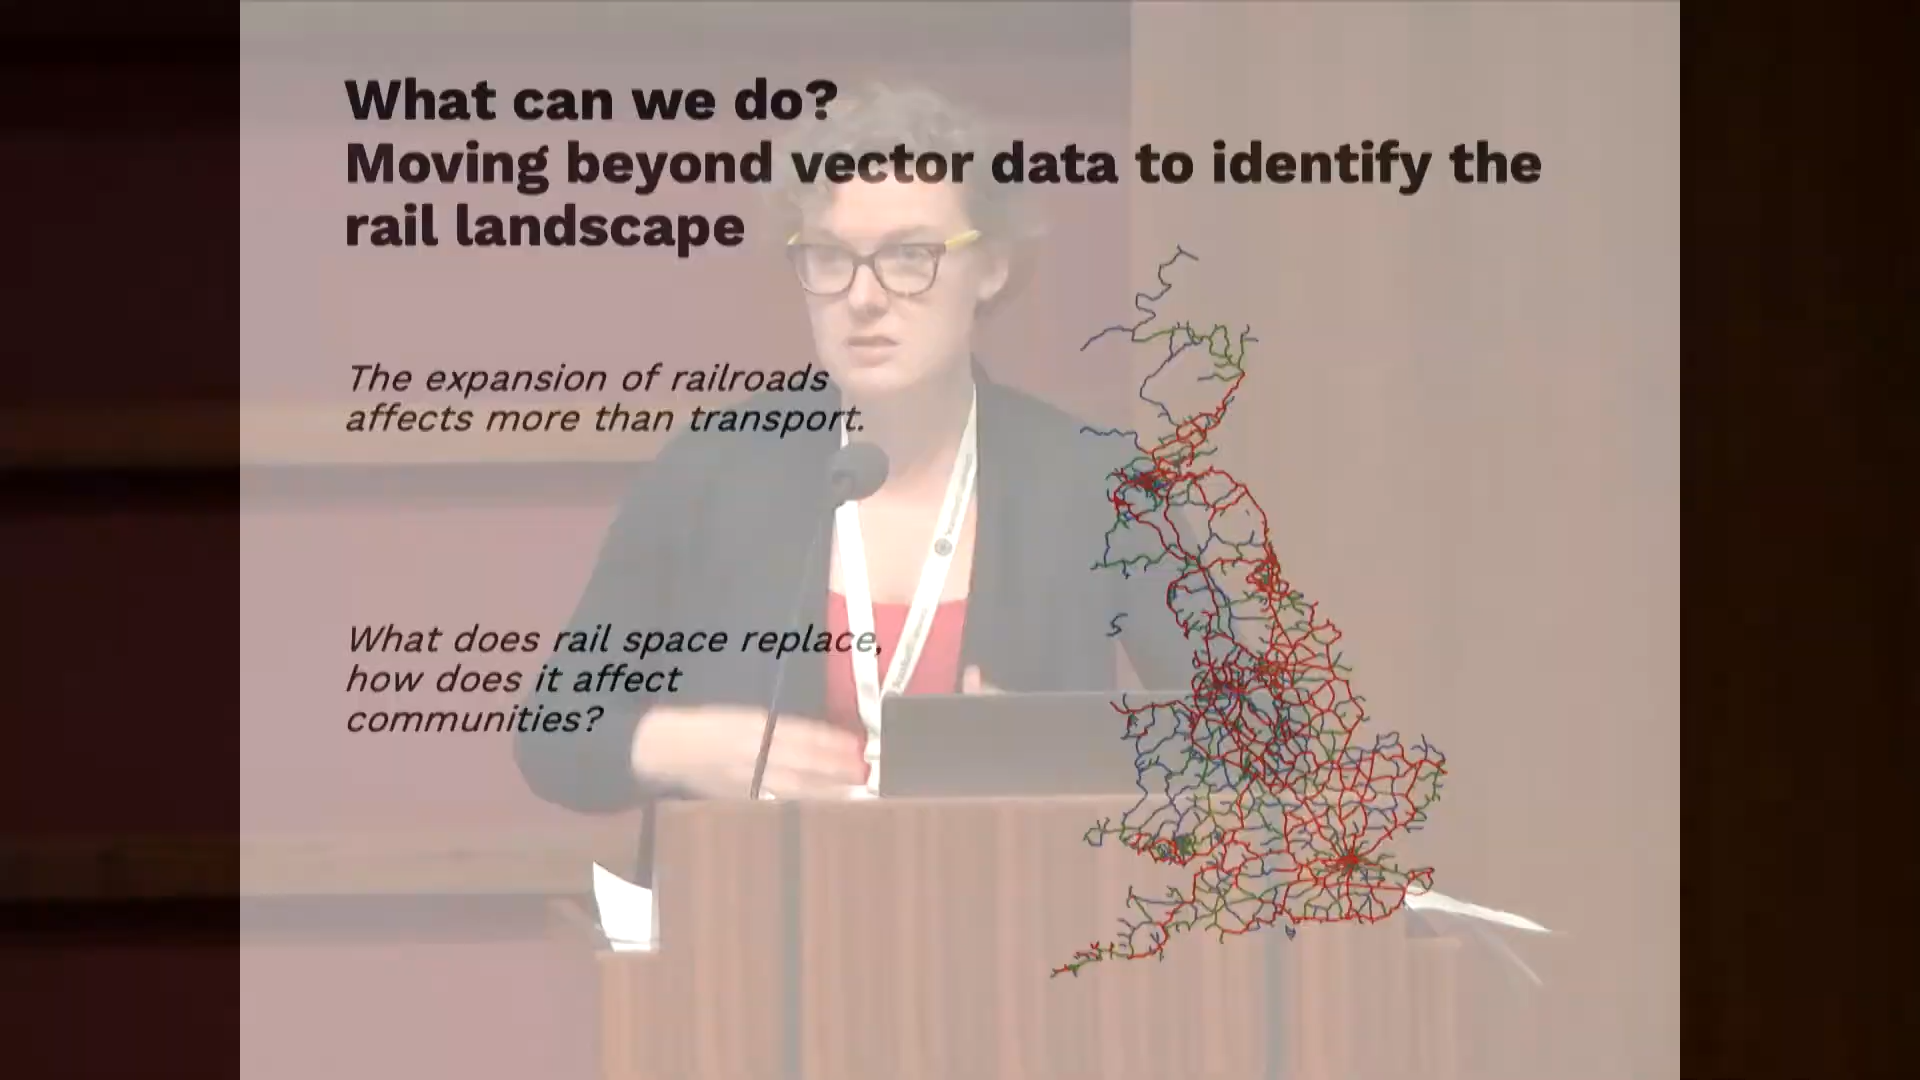 What can we do?
Moving beyond vector data to identify the
rail landscape
The expansion of railroads
affects more than transport.
What does rail space replace,
how does it affect
communities?